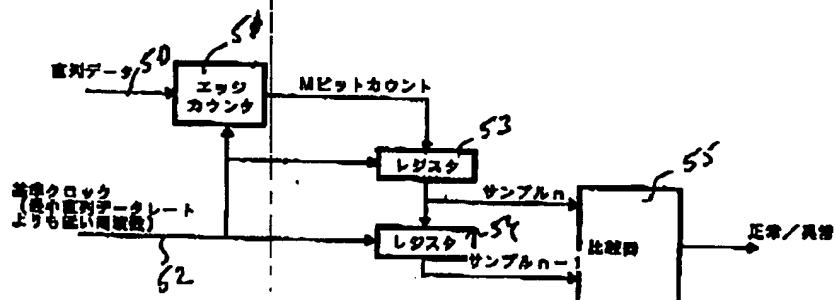 直列データ
50
エッジ
カウンタ
Mビットカウント
53
レジスタ
55
基準クロック
(最小直列データレート
よりも低い周波数)
サンプルn
レジスタ
54
サンプルn-1
比較器
正常/異常
52